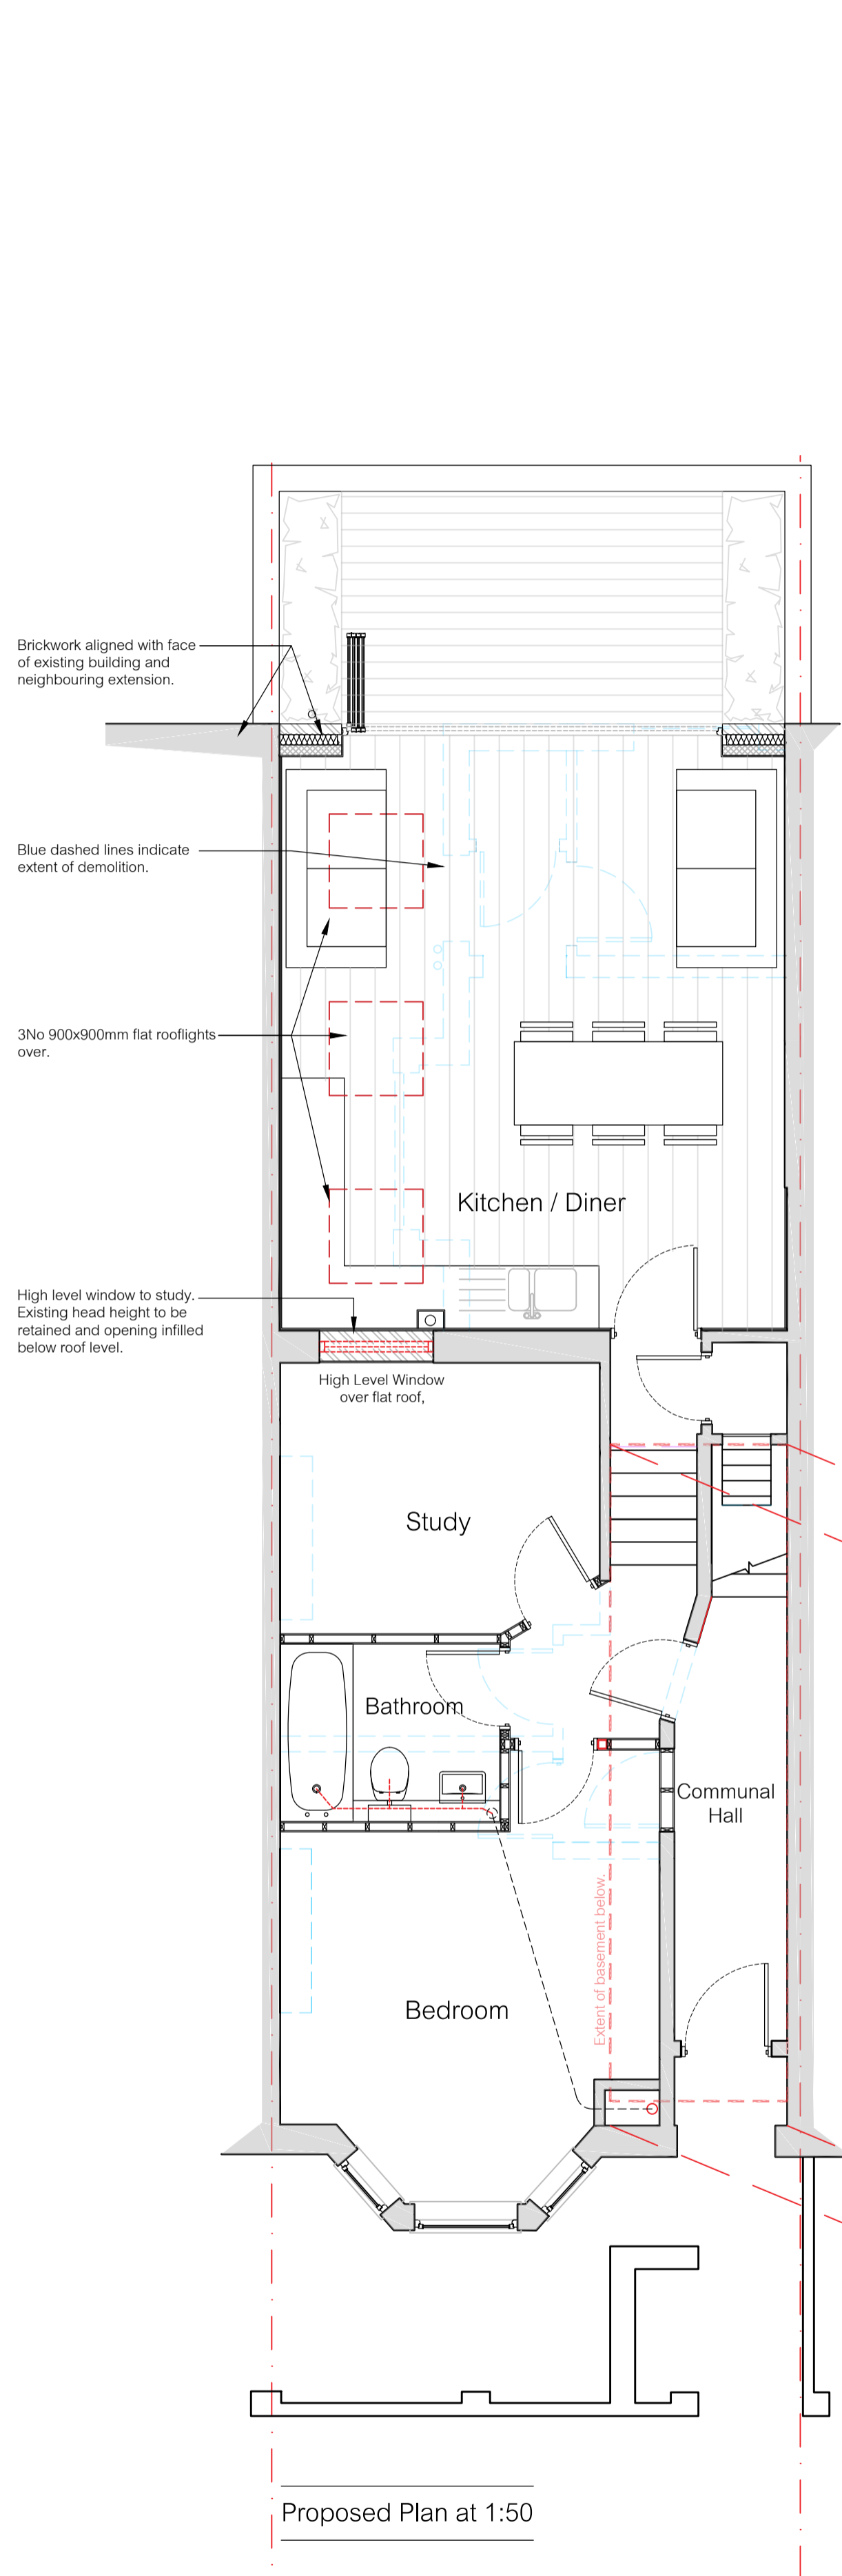 Brickwork aligned with face
of existing building and
neighbouring extension.
Blue dashed lines indicate
extent of demolition.
3No 900x900mm flat rooflights
over.
Kitchen / Diner
High level window to study.
Existing head height to be
retained and opening infilled
below roof level.
High Level Window
over flat roof,
Study
Bathroom
Communal
Hall
Extent of basement below.
Bedroom
Proposed Plan at 1:50